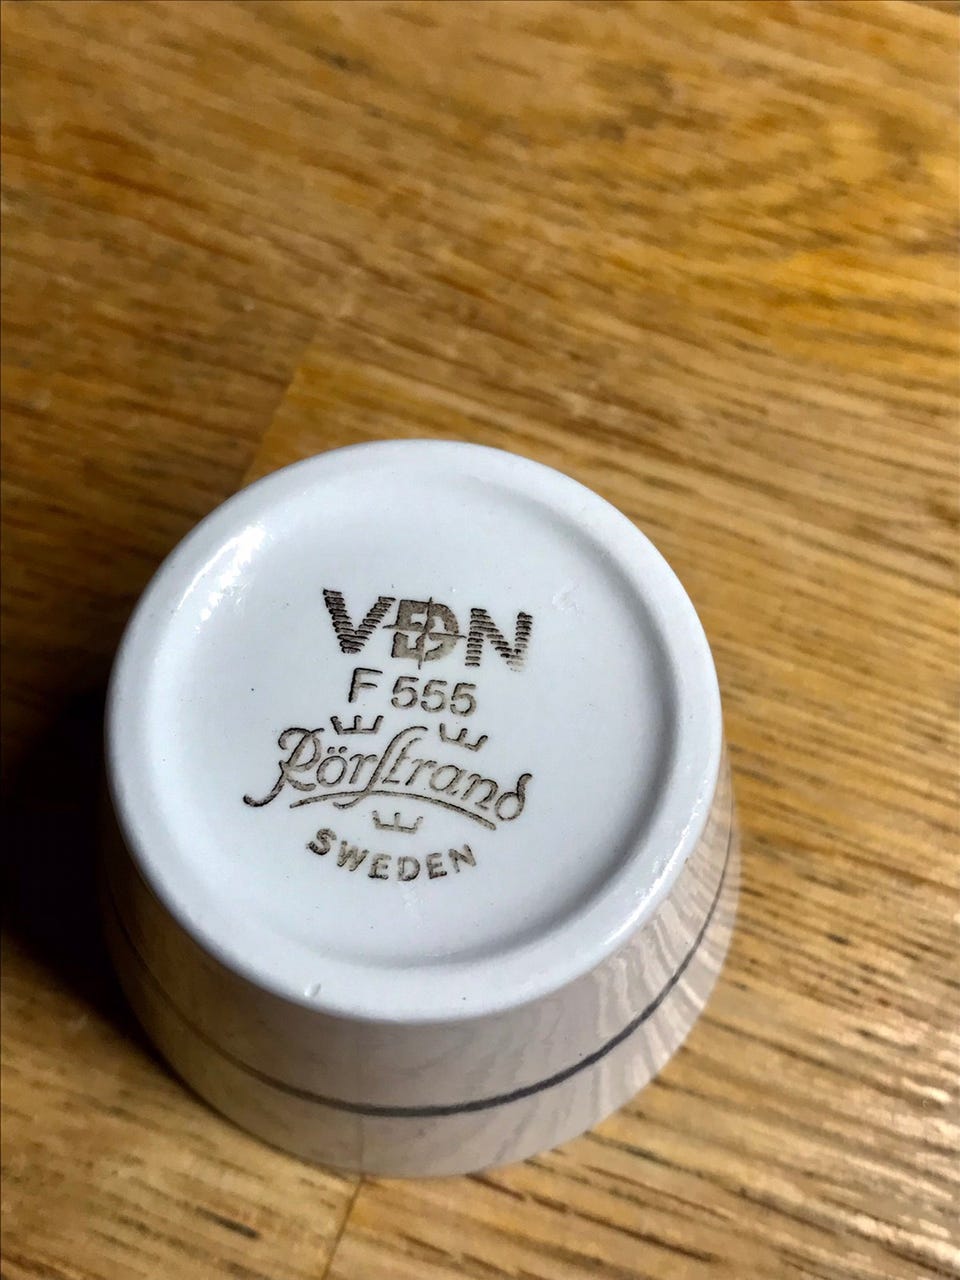 VDN
F 555
Rörstrand
SWEDEN